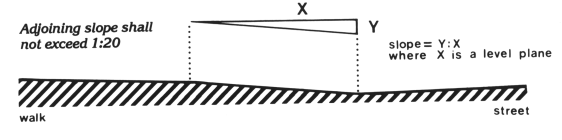 X
Adjoining slope shall
not exceed 1:20
Y
slope = Y:X
where X is a level plane
walk
street